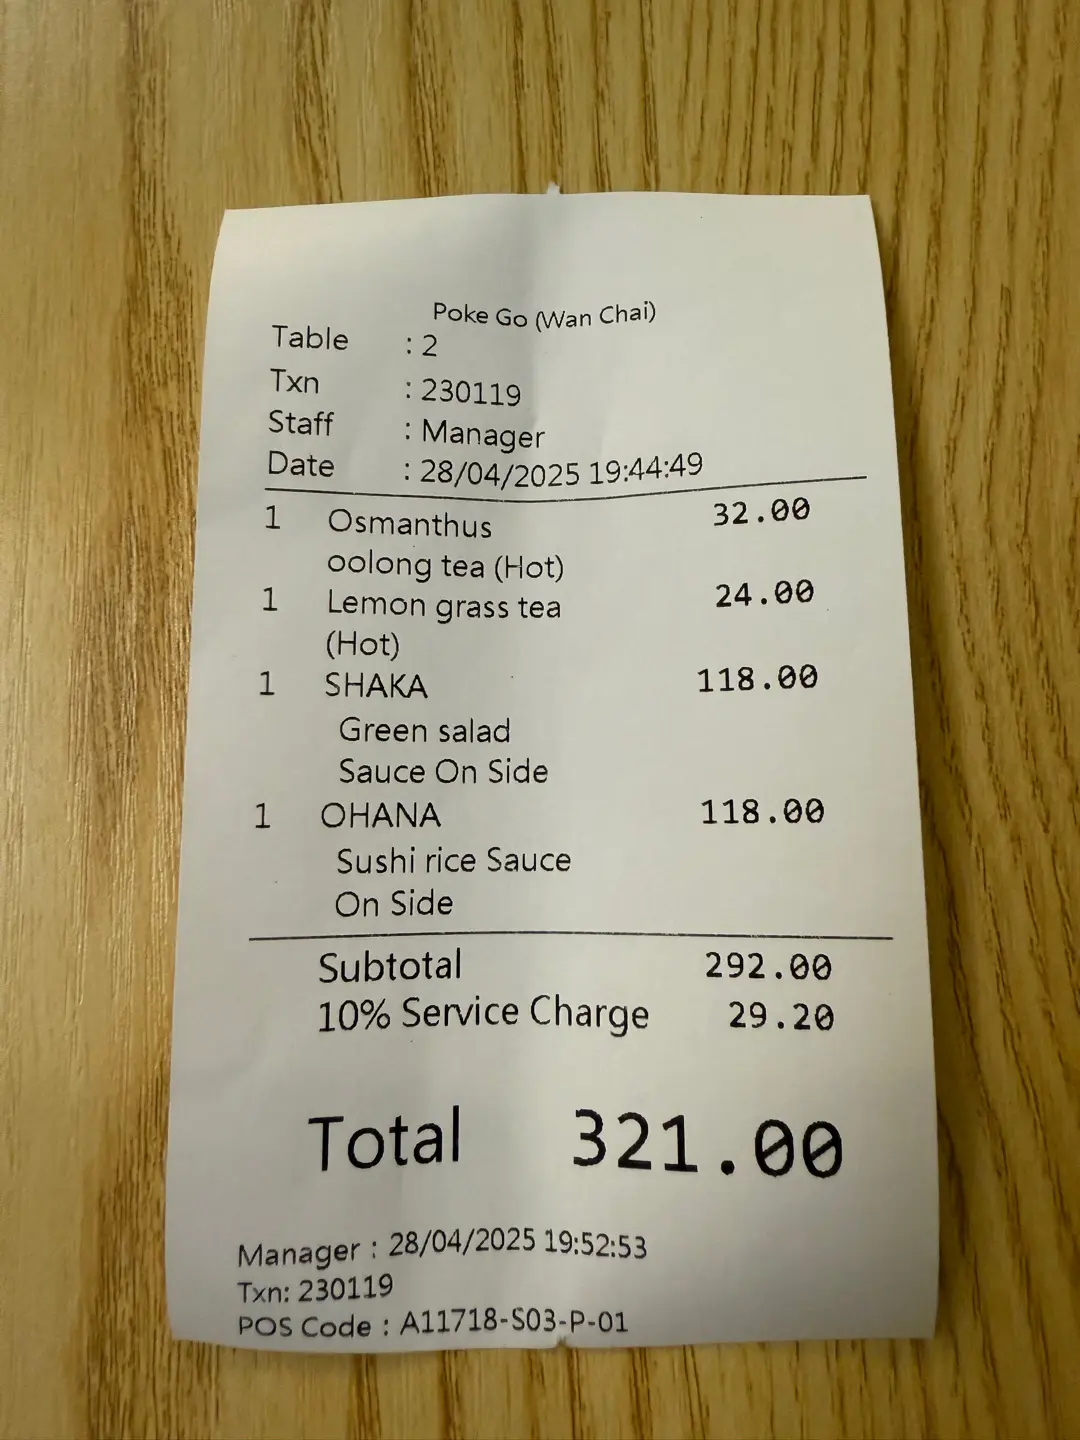 Poke Go (Wan Chai)
Table : 2
Txn : 230119
Staff : Manager
Date : 28/04/2025 19:44:49
1 Osmanthus 32.00
oolong tea (Hot)
1 Lemon grass tea 24.00
(Hot)
1 SHAKA 118.00
Green salad
Sauce On Side
1 OHANA 118.00
Sushi rice Sauce
On Side
Subtotal 292.00
10% Service Charge 29.20
Total 321.00
Manager : 28/04/2025 19:52:53
Txn: 230119
POS Code : A11718-S03-P-01